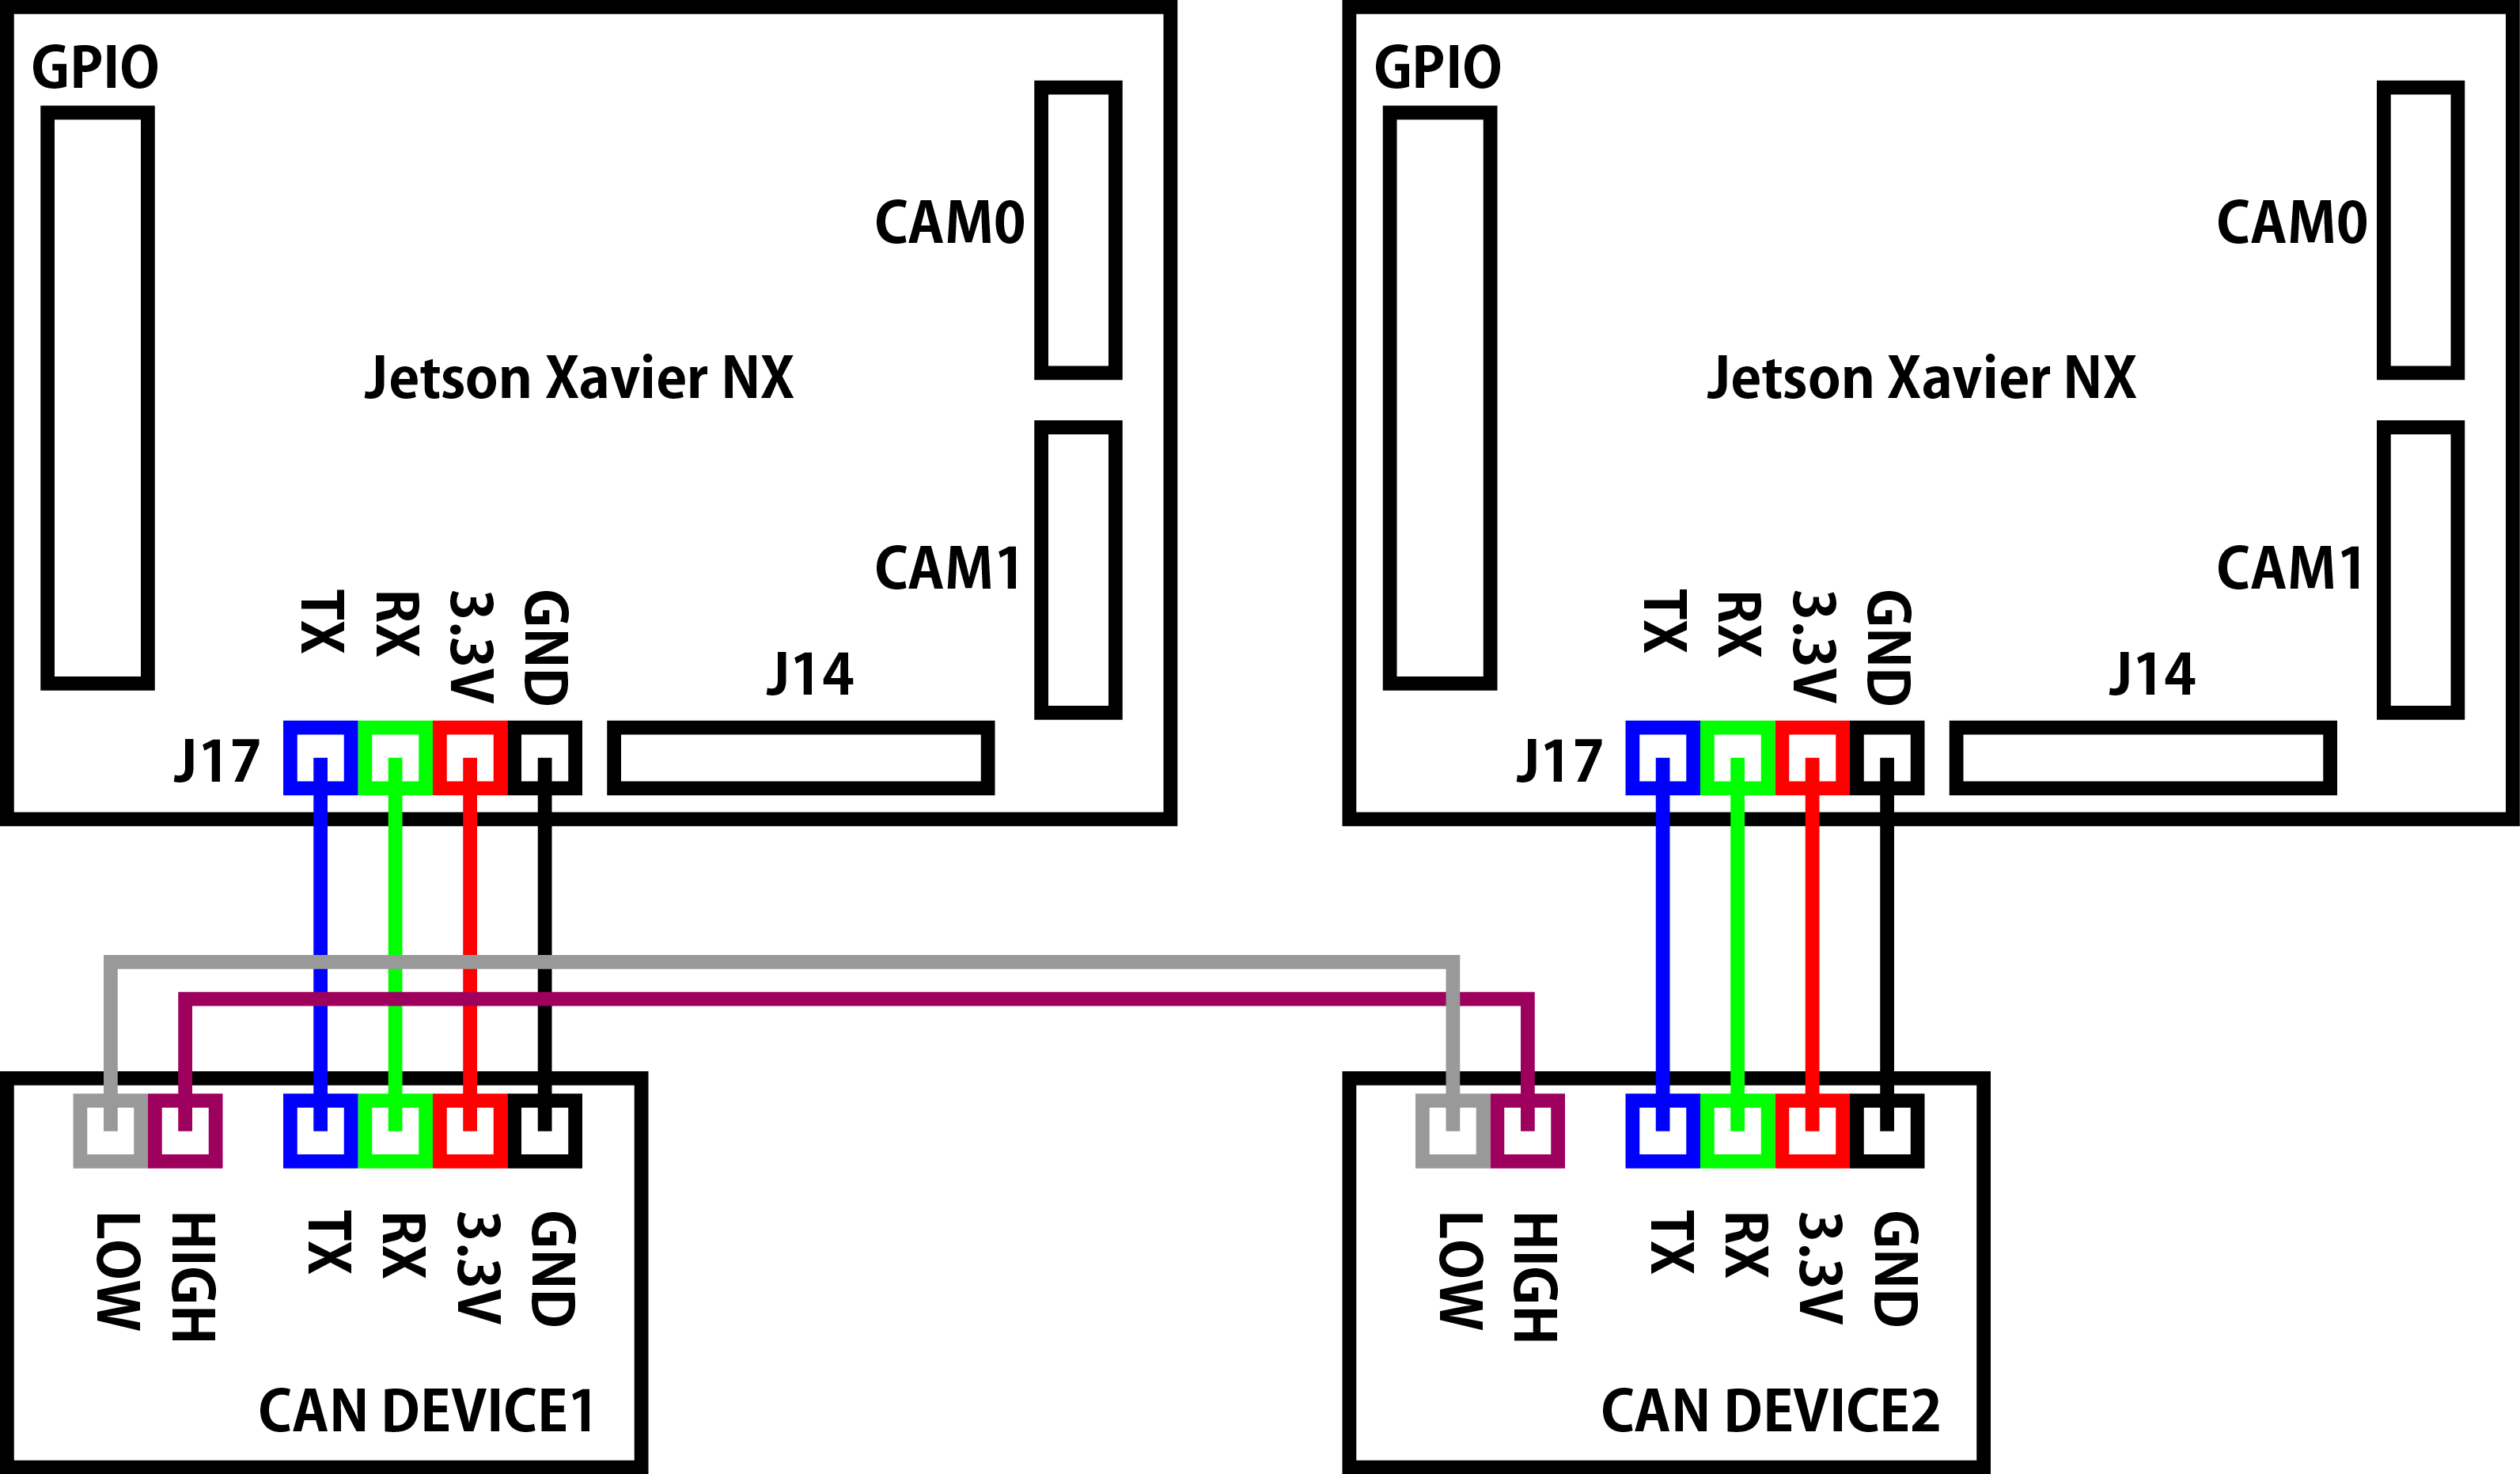 GPIO
CAM0
Jetson Xavier NX
CAM1
TX
RX
3.3V
GND
J14
J17
GPIO
CAM0
Jetson Xavier NX
CAM1
TX
RX
3.3V
GND
J14
J17
LOW
HIGH
TX
RX
3.3V
GND
CAN DEVICE1
LOW
HIGH
TX
RX
3.3V
GND
CAN DEVICE2